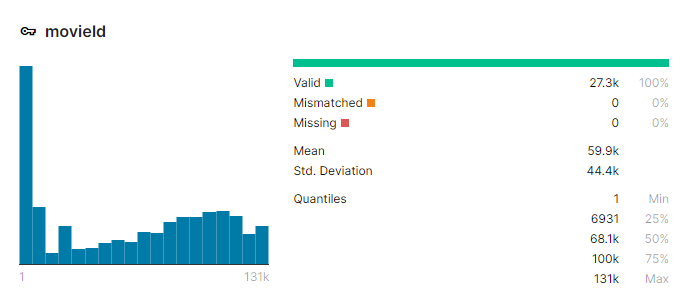 movieId
Valid 27.3k 100%
Mismatched 0 0%
Missing 0 0%
Mean 59.9k
Std. Deviation 44.4k
Quantiles 1 Min
6931 25%
68.1k 50%
100k 75%
131k Max
1 131k